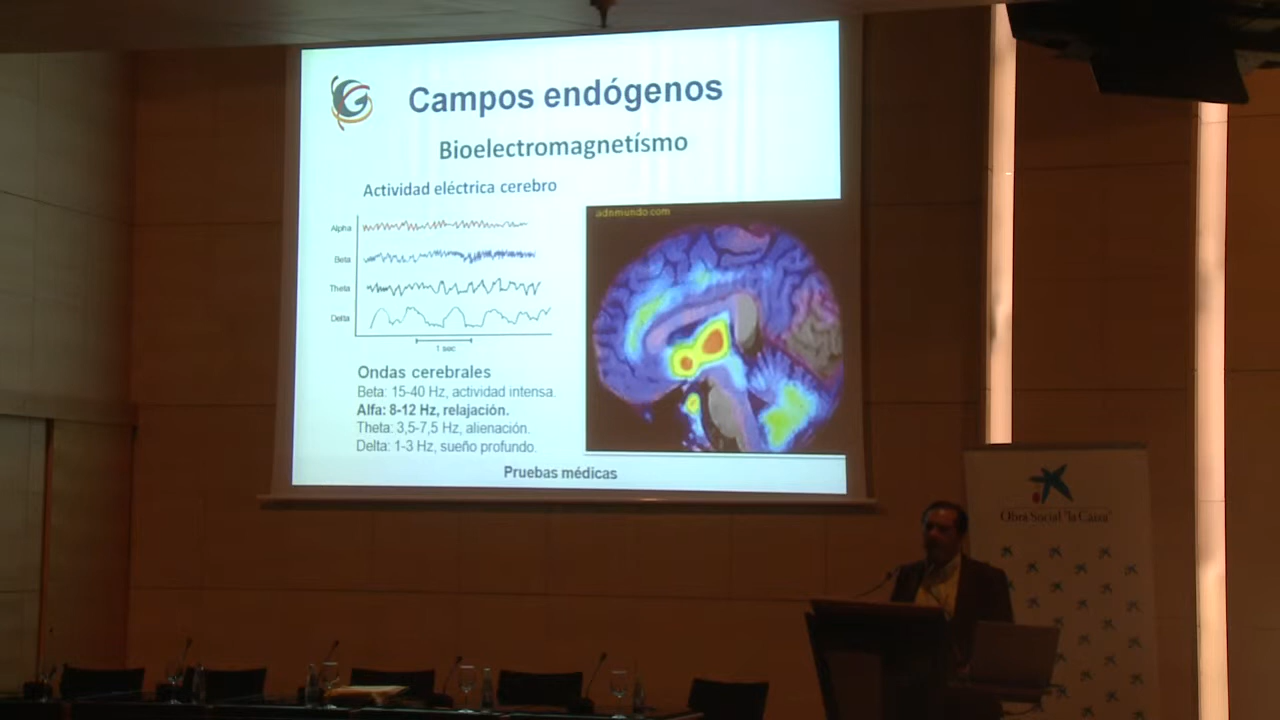 Campos endógenos
Bioelectromagnetísmo
Actividad eléctrica cerebro
adnmundo.com
Alpha
Beta
Theta
Delta
1 sec
Ondas cerebrales
Beta: 15-40 Hz, actividad intensa.
Alfa: 8-12 Hz, relajación.
Theta: 3,5-7,5 Hz, alienación.
Delta: 1-3 Hz, sueño profundo.
Pruebas médicas
Obra Social "la Caixa"